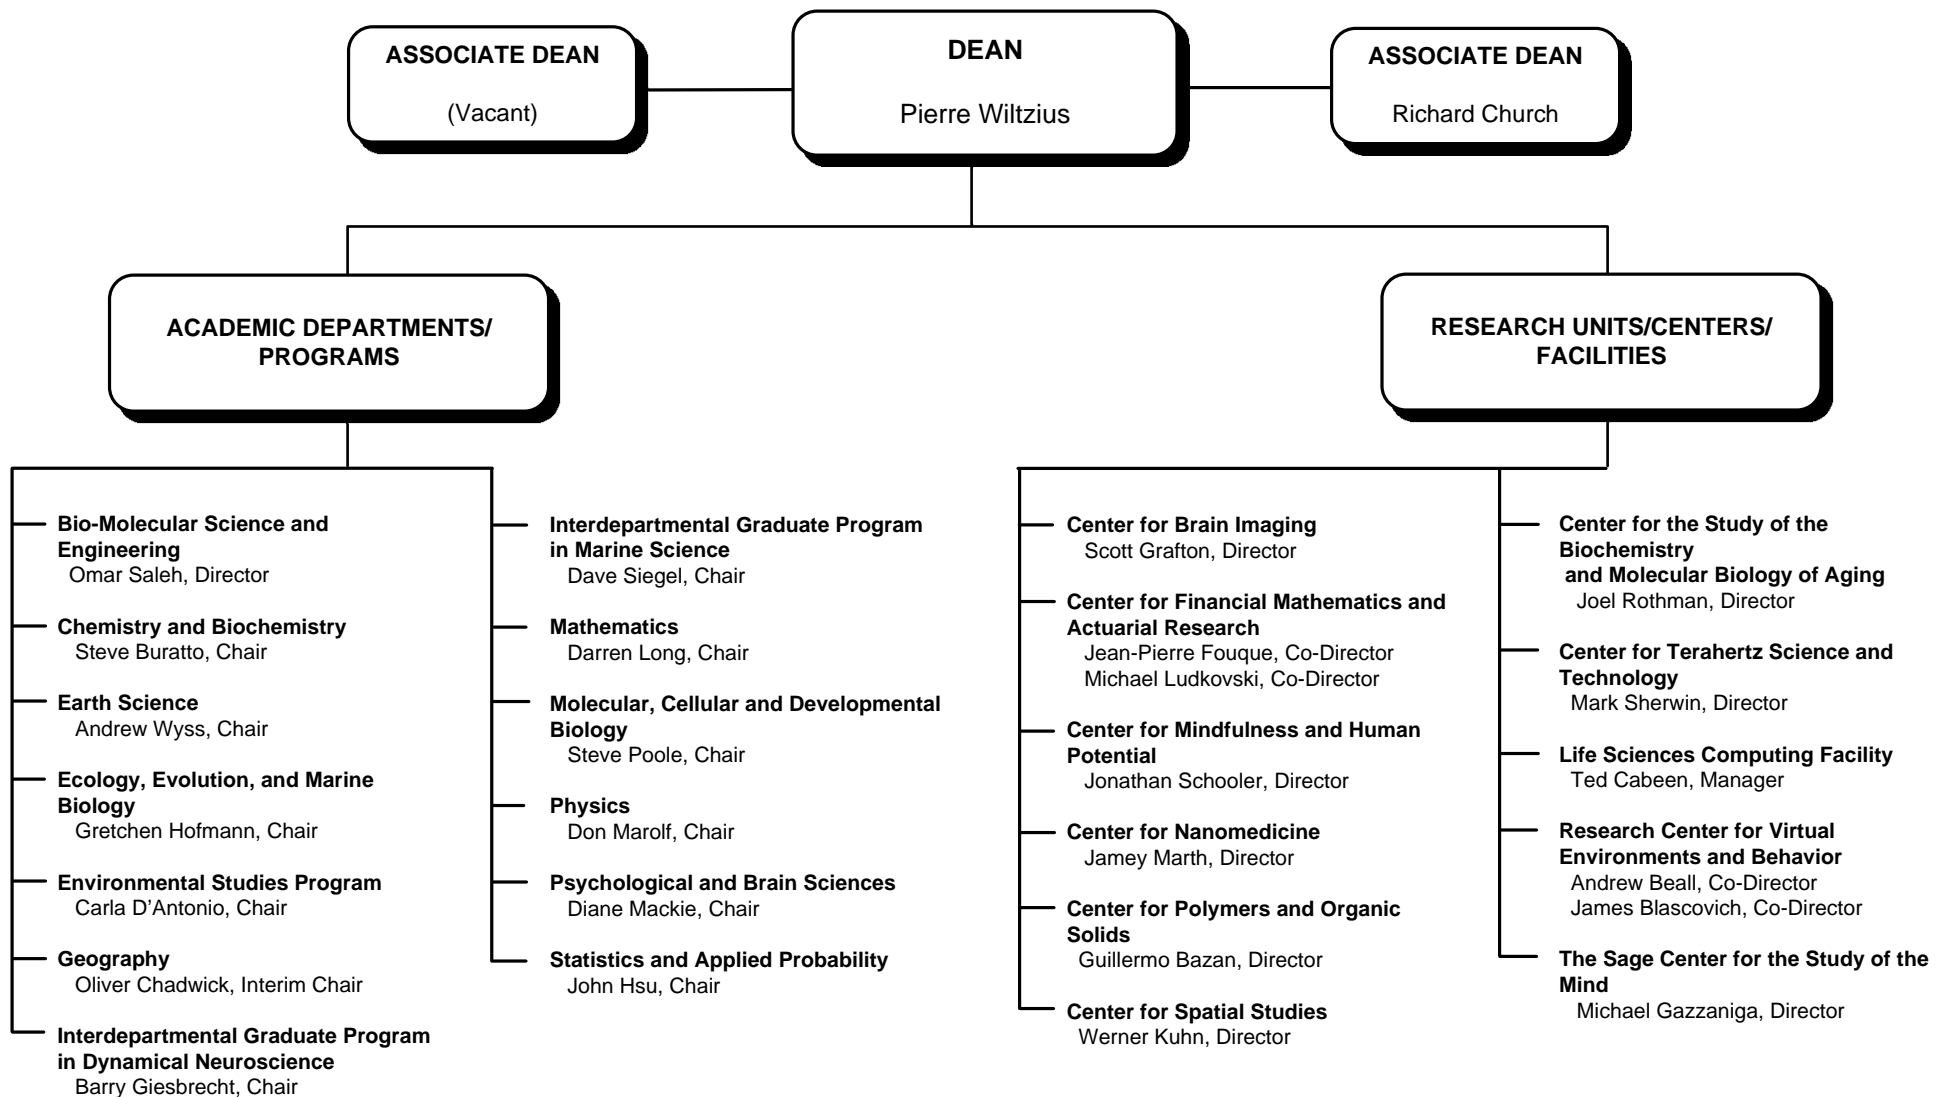 ASSOCIATE DEAN
(Vacant)
DEAN
Pierre Wiltzius
ASSOCIATE DEAN
Richard Church
ACADEMIC DEPARTMENTS/
PROGRAMS
RESEARCH UNITS/CENTERS/
FACILITIES
Bio-Molecular Science and
Engineering
Omar Saleh, Director
Chemistry and Biochemistry
Steve Buratto, Chair
Earth Science
Andrew Wyss, Chair
Ecology, Evolution, and Marine
Biology
Gretchen Hofmann, Chair
Environmental Studies Program
Carla D’Antonio, Chair
Geography
Oliver Chadwick, Interim Chair
Interdepartmental Graduate Program
in Dynamical Neuroscience
Barry Giesbrecht, Chair
Interdepartmental Graduate Program
in Marine Science
Dave Siegel, Chair
Mathematics
Darren Long, Chair
Molecular, Cellular and Developmental
Biology
Steve Poole, Chair
Physics
Don Marolf, Chair
Psychological and Brain Sciences
Diane Mackie, Chair
Statistics and Applied Probability
John Hsu, Chair
Center for Brain Imaging
Scott Grafton, Director
Center for Financial Mathematics and
Actuarial Research
Jean-Pierre Fouque, Co-Director
Michael Ludkovski, Co-Director
Center for Mindfulness and Human
Potential
Jonathan Schooler, Director
Center for Nanomedicine
Jamey Marth, Director
Center for Polymers and Organic
Solids
Guillermo Bazan, Director
Center for Spatial Studies
Werner Kuhn, Director
Center for the Study of the
Biochemistry
and Molecular Biology of Aging
Joel Rothman, Director
Center for Terahertz Science and
Technology
Mark Sherwin, Director
Life Sciences Computing Facility
Ted Cabeen, Manager
Research Center for Virtual
Environments and Behavior
Andrew Beall, Co-Director
James Blascovich, Co-Director
The Sage Center for the Study of the
Mind
Michael Gazzaniga, Director